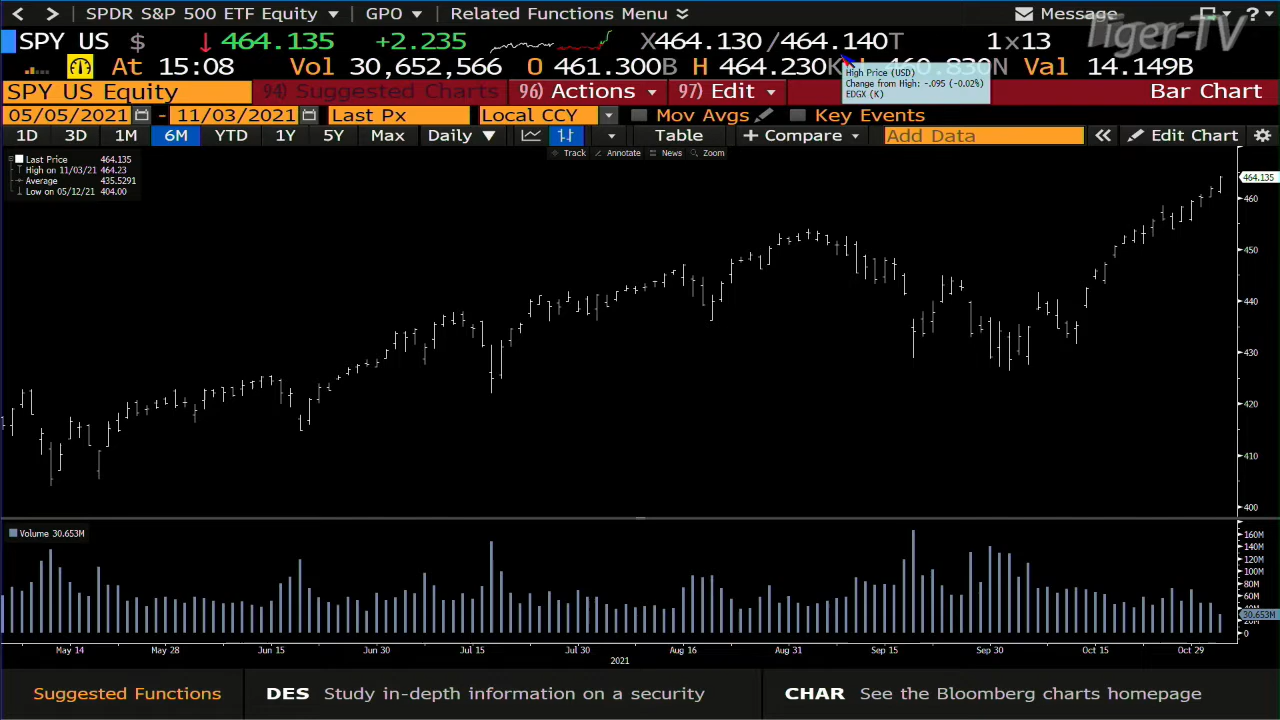 SPDR S&P 500 ETF Equity GPO Related Functions Menu Message ?
Tiger-TV
SPY US $ 464.135 +2.235 X464.130 /464.140T 1x13
At 15:08 Vol 30,652,566 O 461.300B H 464.230K 460.830N Val 14.149B
High Price (USD)
Change from High: -.095 (-0.02%)
EDGX (K)
SPY US Equity 94) Suggested Charts 96) Actions 97) Edit Bar Chart
05/05/2021 - 11/03/2021 Last Px Local CCY Mov Avgs Key Events
1D 3D 1M 6M YTD 1Y 5Y Max Daily Table + Compare Add Data Edit Chart
Track Annotate News Zoom
Last Price 464.135
High on 11/03/21 464.23
Average 435.5291
Low on 05/12/21 404.00
464.135
460
450
440
430
420
410
400
Volume 30.653M
160M
140M
120M
100M
80M
60M
30.653M
0
May 14 May 28 Jun 15 Jun 30 Jul 15 Jul 30 Aug 16 Aug 31 Sep 15 Sep 30 Oct 15 Oct 29
2021
Suggested Functions DES Study in-depth information on a security CHAR See the Bloomberg charts homepage